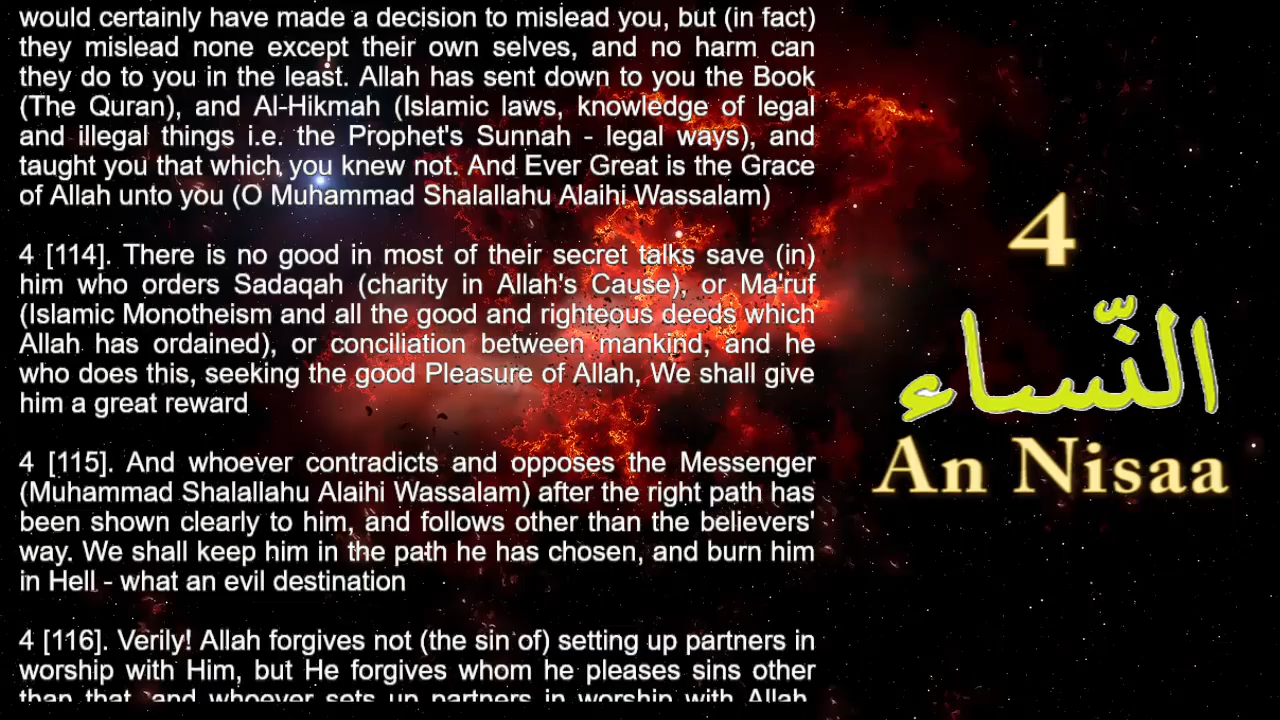 would certainly have made a decision to mislead you, but (in fact)
they mislead none except their own selves, and no harm can
they do to you in the least. Allah has sent down to you the Book
(The Quran), and Al-Hikmah (Islamic laws, knowledge of legal
and illegal things i.e. the Prophet's Sunnah - legal ways), and
taught you that which you knew not. And Ever Great is the Grace
of Allah unto you (O Muhammad Shalallahu Alaihi Wassalam)
4 [114]. There is no good in most of their secret talks save (in)
him who orders Sadaqah (charity in Allah's Cause), or Ma'ruf
(Islamic Monotheism and all the good and righteous deeds which
Allah has ordained), or conciliation between mankind, and he
who does this, seeking the good Pleasure of Allah, We shall give
him a great reward
4 [115]. And whoever contradicts and opposes the Messenger
(Muhammad Shalallahu Alaihi Wassalam) after the right path has
been shown clearly to him, and follows other than the believers'
way. We shall keep him in the path he has chosen, and burn him
in Hell - what an evil destination
4 [116]. Verily! Allah forgives not (the sin of) setting up partners in
worship with Him, but He forgives whom he pleases sins other
than that, and whoever sets up partners in worship with Allah,
4
النّساء
An Nisaa